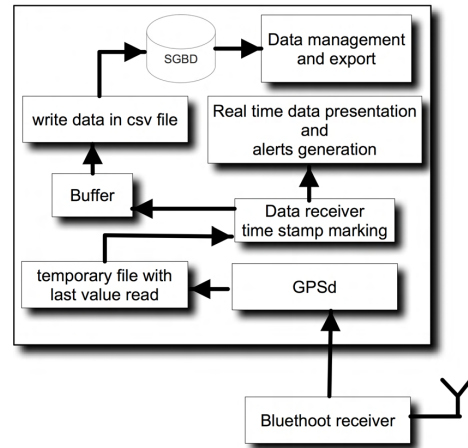 SGBD
Data management
and export
write data in csv file
Real time data presentation
and
alerts generation
Buffer
Data receiver
time stamp marking
temporary file with
last value read
GPSd
Bluethoot receiver